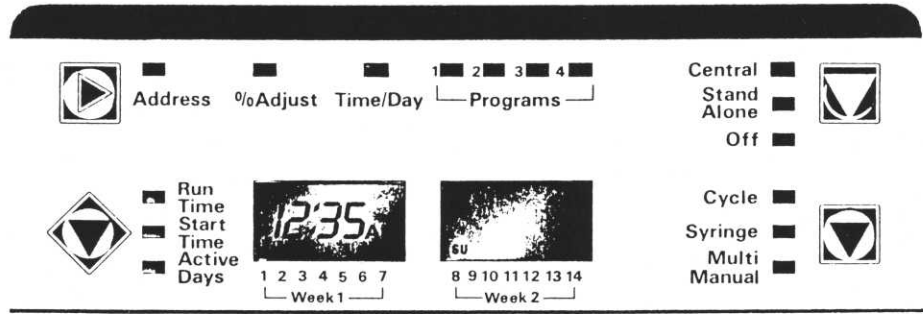 Address %Adjust Time/Day 1 2 3 4
Programs
Central
Stand
Alone
Off
Run
Time
Start
Time
Active
Days
12:35A
SU
1 2 3 4 5 6 7
Week 1
8 9 10 11 12 13 14
Week 2
Cycle
Syringe
Multi
Manual